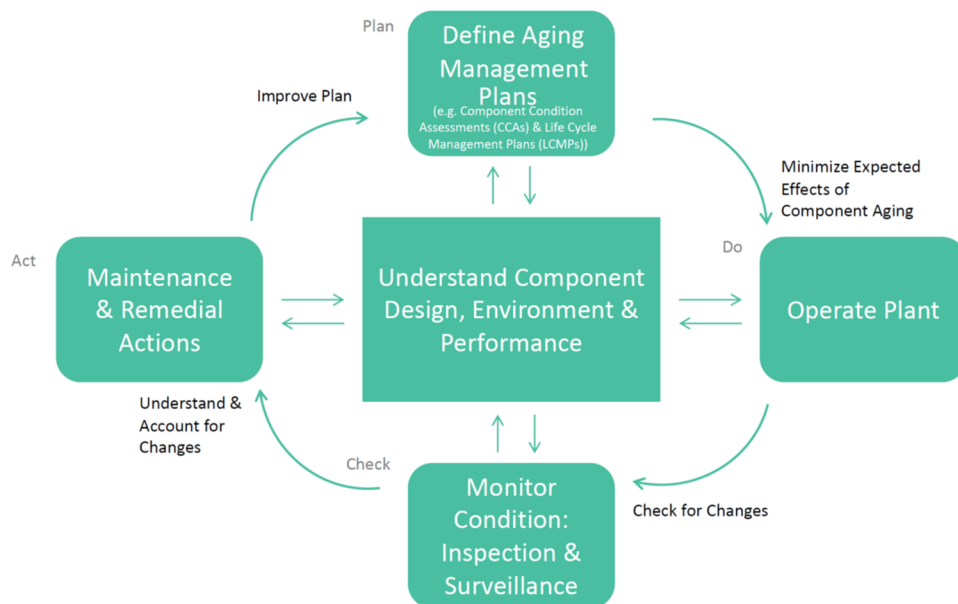 Plan
Define Aging
Management
Plans
(e.g. Component Condition
Assessments (CCAs) & Life Cycle
Management Plans (LCMPs))
Improve Plan
Minimize Expected
Effects of
Component Aging
Act
Maintenance
& Remedial
Actions
Understand Component
Design, Environment &
Performance
Do
Operate Plant
Understand &
Account for
Changes
Check
Monitor
Condition:
Inspection &
Surveillance
Check for Changes